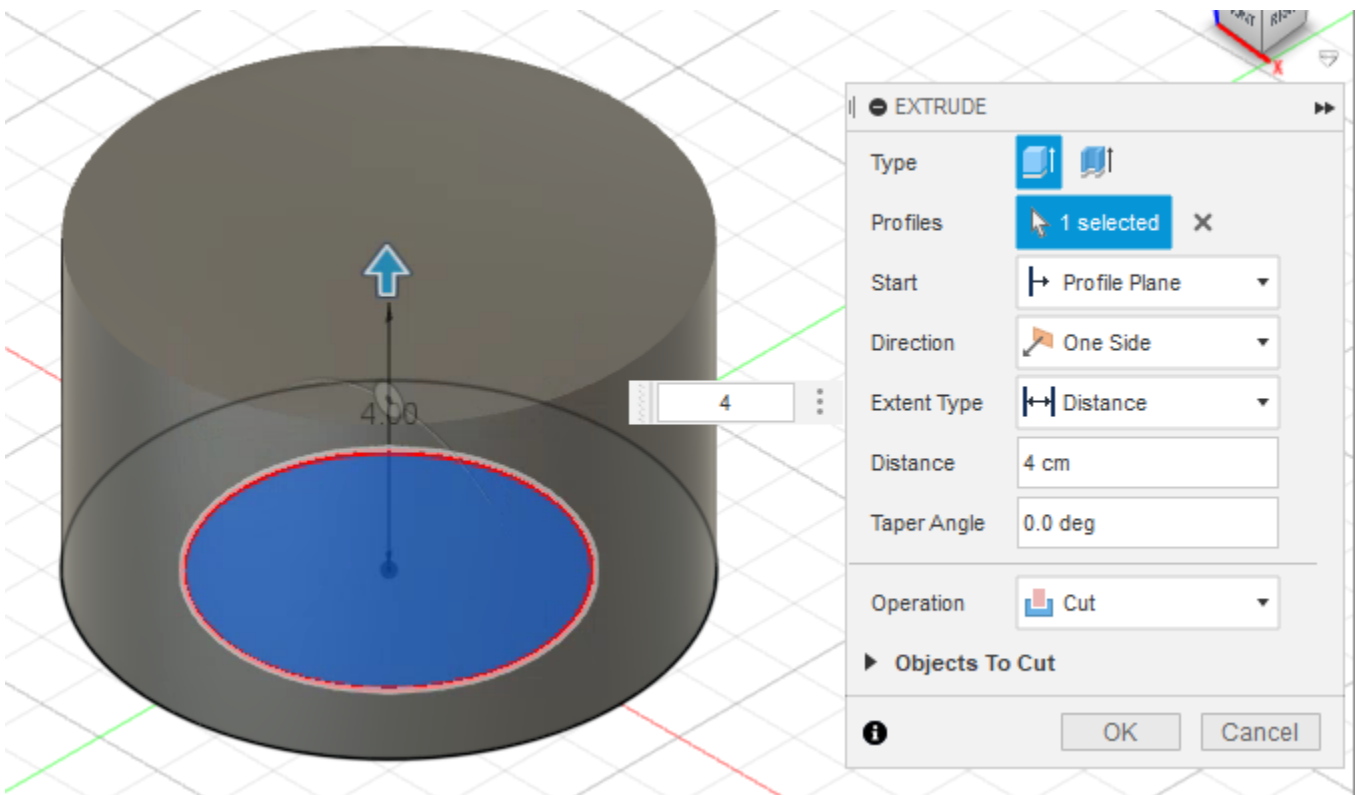 RIGHT
X
EXTRUDE
Type
Profiles
1 selected
Start
Profile Plane
Direction
One Side
4.00
4
Extent Type
Distance
Distance
4 cm
Taper Angle
0.0 deg
Operation
Cut
Objects To Cut
OK
Cancel